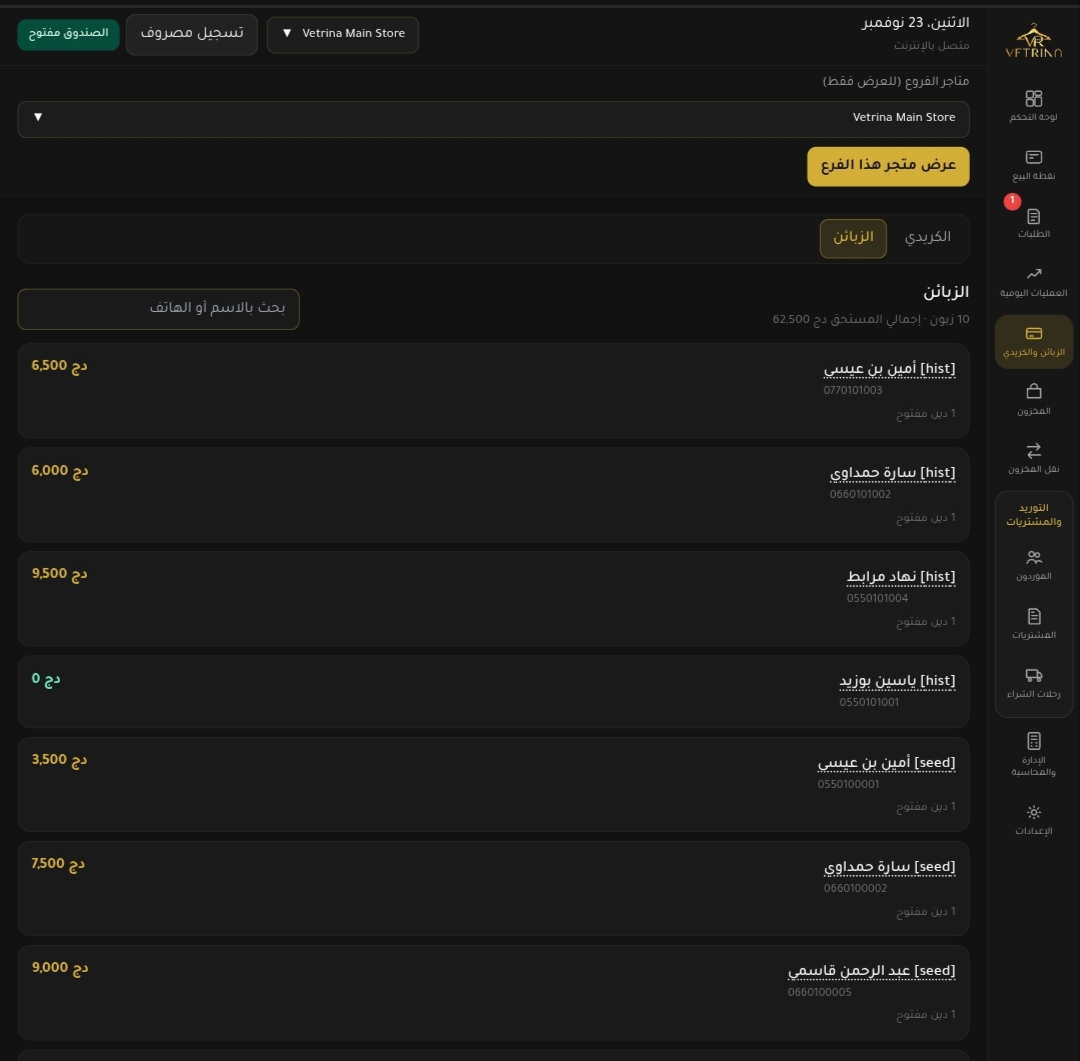 الاثنين، 23 نوفمبر
متصل بالإنترنت
Vetrina Main Store ▼
تسجيل مصروف
الصندوق مفتوح
متاجر الفروع (للعرض فقط)
Vetrina Main Store ▼
عرض متجر هذا الفرع
الكريدي
الزبائن
الزبائن
10 زبون · إجمالي المستحق دج 62,500
بحث بالاسم أو الهاتف
[hist] أمين بن عيسى
0770101003
1 دين مفتوح
دج 6,500
[hist] سارة حمداوي
0660101002
1 دين مفتوح
دج 6,000
[hist] نهاد مرابط
0550101004
1 دين مفتوح
دج 9,500
[hist] ياسين بوزيد
0550101001
دج 0
[seed] أمين بن عيسى
0550100001
1 دين مفتوح
دج 3,500
[seed] سارة حمداوي
0660100002
1 دين مفتوح
دج 7,500
[seed] عبد الرحمن قاسمي
0660100005
1 دين مفتوح
دج 9,000
VR
VETRINA
لوحة التحكم
نقطة البيع
1
الطلبات
العمليات اليومية
الزبائن والكريدي
المخزون
نقل المخزون
التوريد
والمشتريات
الموردون
المشتريات
رحلات الشراء
الإدارة
والمحاسبة
الإعدادات